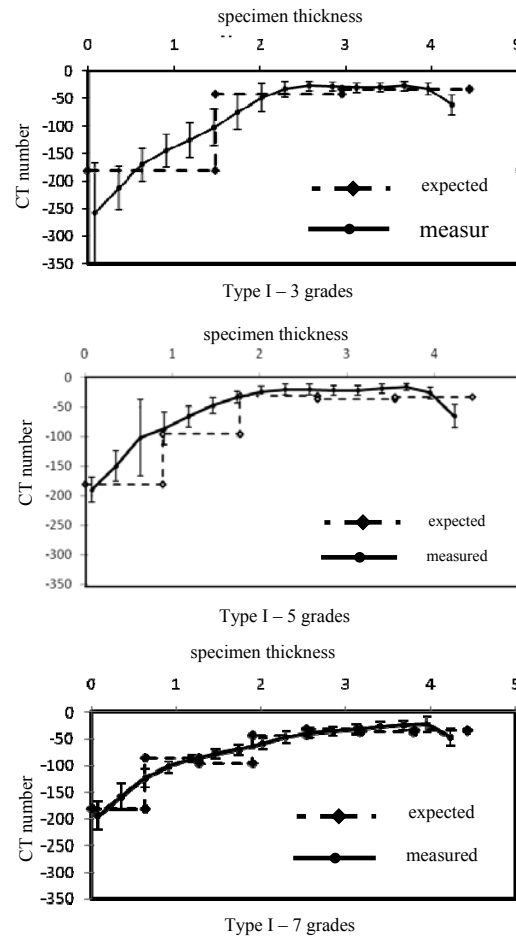 specimen thickness
0 1 2 3 4 5
0
-50
-100
-150
-200
-250
-300
-350
CT number
expected
measur
Type I – 3 grades
specimen thickness
0 1 2 3 4
0
-50
-100
-150
-200
-250
-300
-350
CT number
expected
measured
Type I – 5 grades
specimen thickness
0 1 2 3 4 5
0
-50
-100
-150
-200
-250
-300
-350
CT number
expected
measured
Type I – 7 grades